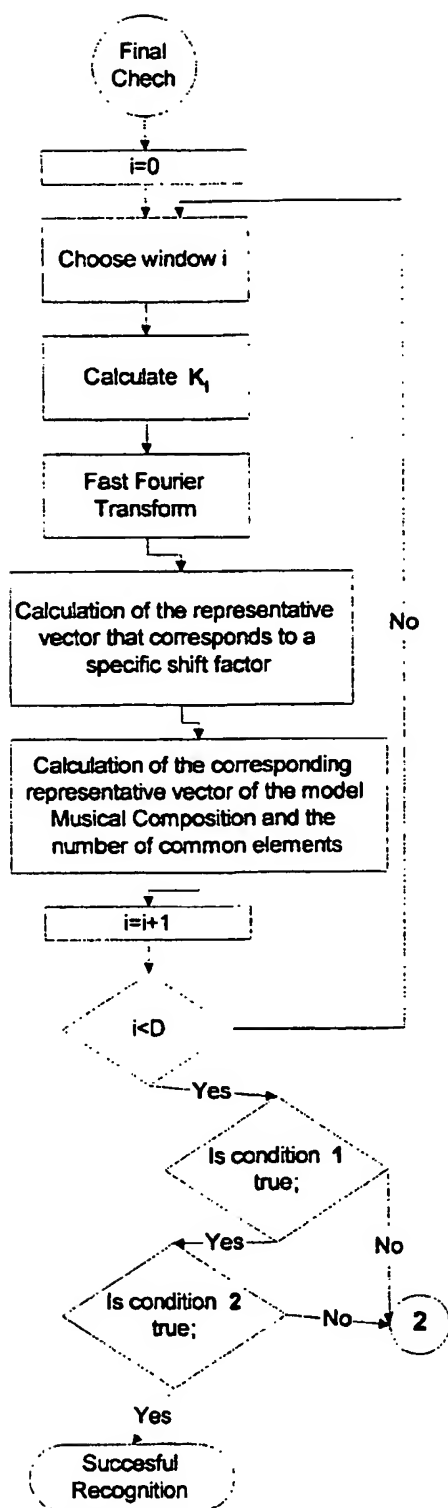 Final
Chech
i=0
Choose window i
Calculate K_i
Fast Fourier
Transform
Calculation of the representative
vector that corresponds to a
specific shift factor
No
Calculation of the corresponding
representative vector of the model
Musical Composition and the
number of common elements
i=i+1
i<D
Yes
Is condition 1
true;
Yes
No
Is condition 2
true;
No
2
Yes
Succesful
Recognition